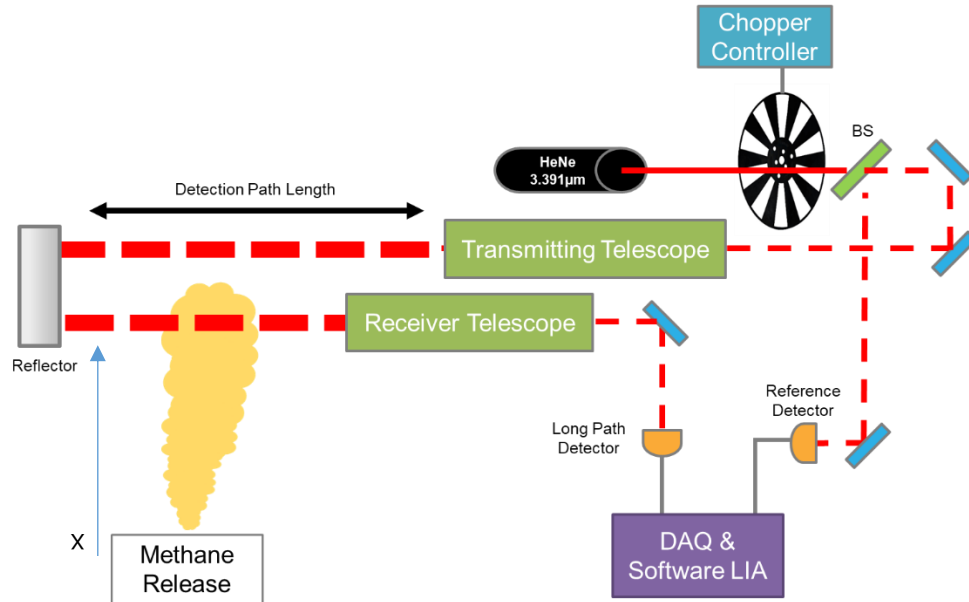 Chopper
Controller
BS
HeNe
3.391µm
Detection Path Length
Transmitting Telescope
Receiver Telescope
Reflector
Reference
Detector
Long Path
Detector
X
Methane
Release
DAQ &
Software LIA